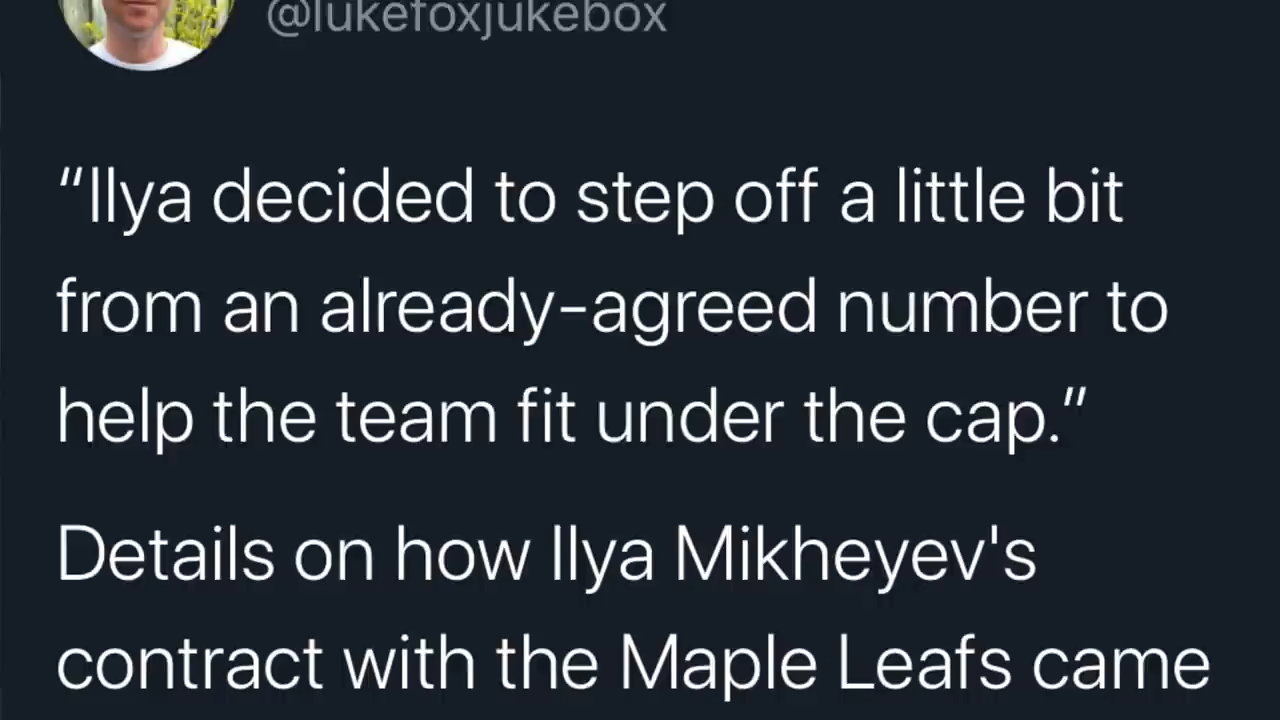 @lukefoxjukebox
“Ilya decided to step off a little bit
from an already-agreed number to
help the team fit under the cap.”
Details on how Ilya Mikheyev's
contract with the Maple Leafs came